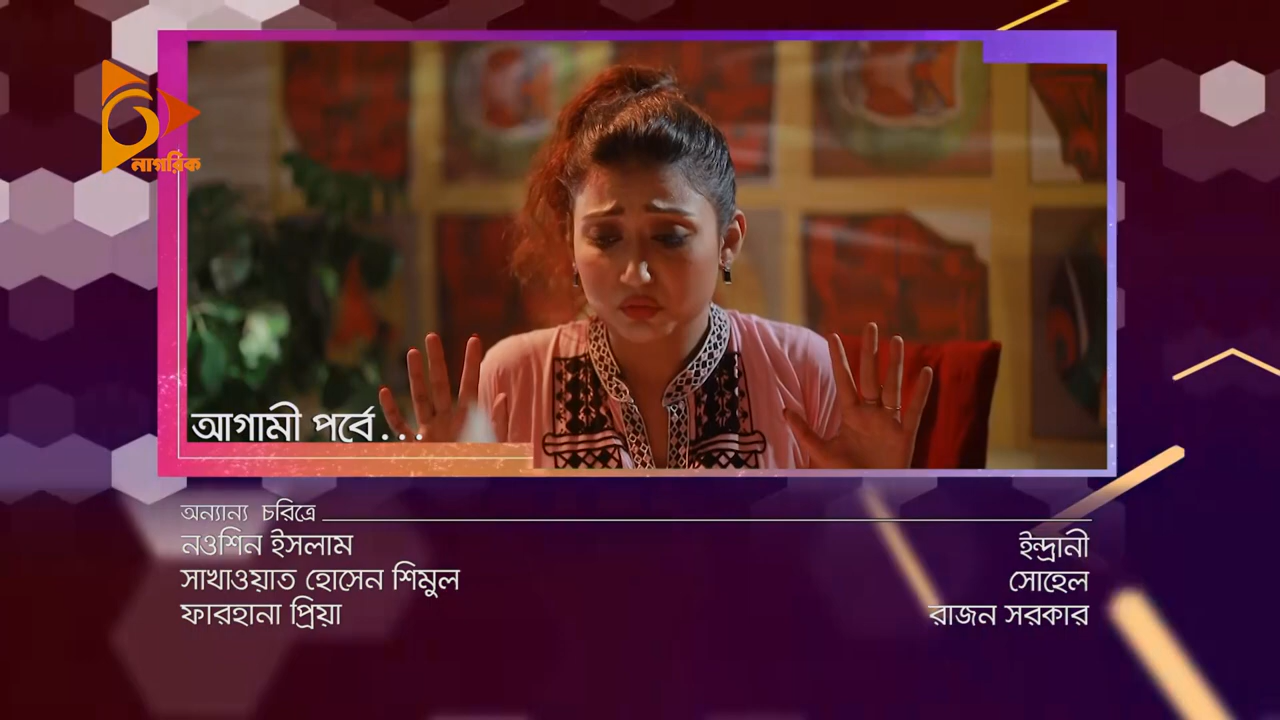 নাগরিক
আগামী পর্বে...
অন্যান্য চরিত্রে
নওশিন ইসলাম
ইন্দ্রানী
সাখাওয়াত হোসেন শিমুল
সোহেল
ফারহানা প্রিয়া
রাজন সরকার